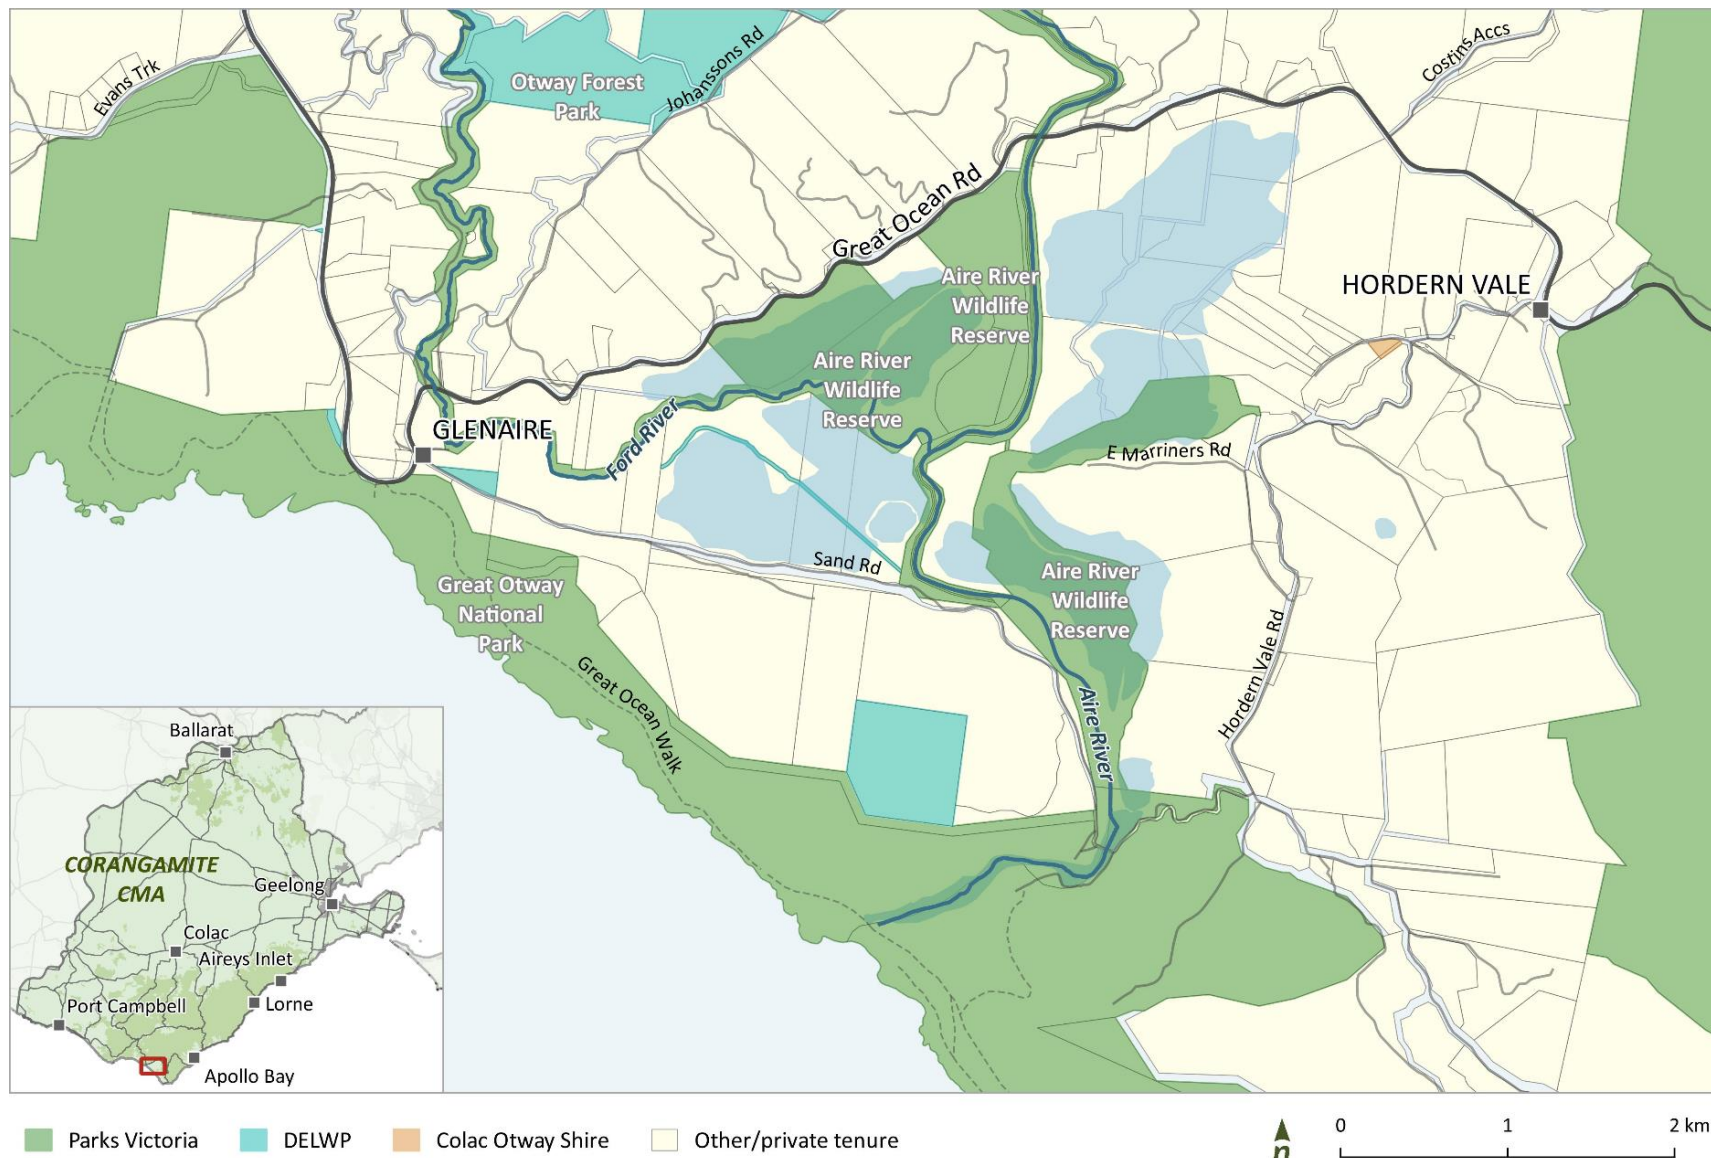 Evans Trk
Otway Forest
Park
Johanssons Rd
Costins Accs
Great Ocean Rd
Aire River
Wildlife
Reserve
HORDERN VALE
Aire River
Wildlife
Reserve
Ford River
GLENAIRE
E Marriners Rd
Sand Rd
Aire River
Wildlife
Reserve
Great Otway
National
Park
Great Ocean Walk
Hordern Vale Rd
Aire River
Ballarat
CORANGAMITE
CMA
Geelong
Colac
Aireys Inlet
Port Campbell
Lorne
Apollo Bay
Parks Victoria
DELWP
Colac Otway Shire
Other/private tenure
n
0 1 2 km